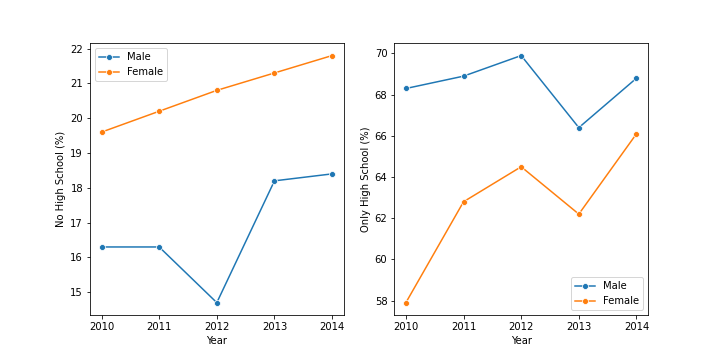 Male
Female
No High School (%)
22
21
20
19
18
17
16
15
2010 2011 2012 2013 2014
Year
Only High School (%)
70
68
66
64
62
60
58
Male
Female
2010 2011 2012 2013 2014
Year